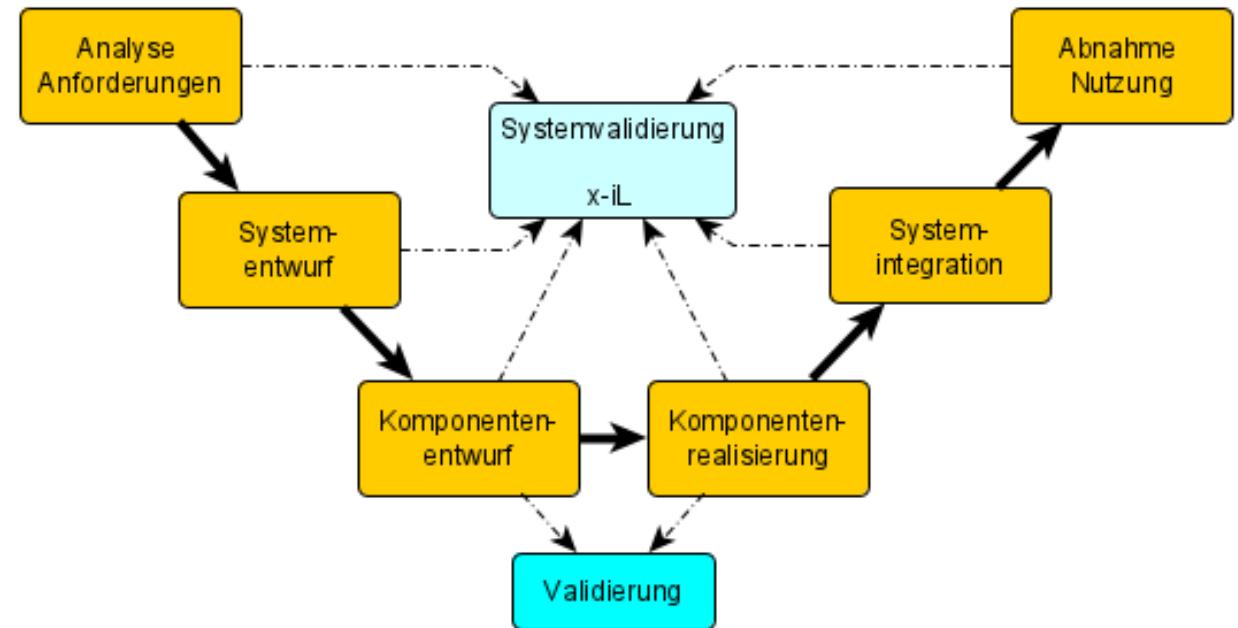 Analyse
Anforderungen
Abnahme
Nutzung
Systemvalidierung
x-iL
System-
entwurf
System-
integration
Komponenten-
entwurf
Komponenten-
realisierung
Validierung